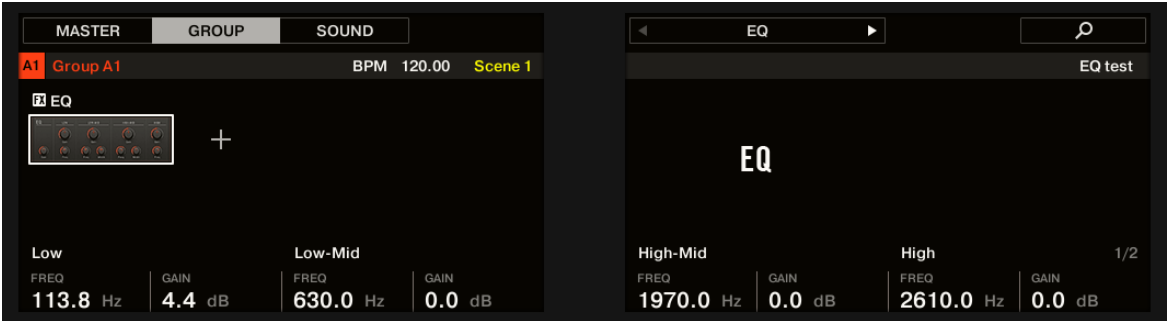 MASTER GROUP SOUND
A1 Group A1 BPM 120.00 Scene 1
FX EQ
Low Low-Mid
FREQ GAIN FREQ GAIN
113.8 Hz 4.4 dB 630.0 Hz 0.0 dB
EQ
EQ test
EQ
High-Mid High 1/2
FREQ GAIN FREQ GAIN
1970.0 Hz 0.0 dB 2610.0 Hz 0.0 dB